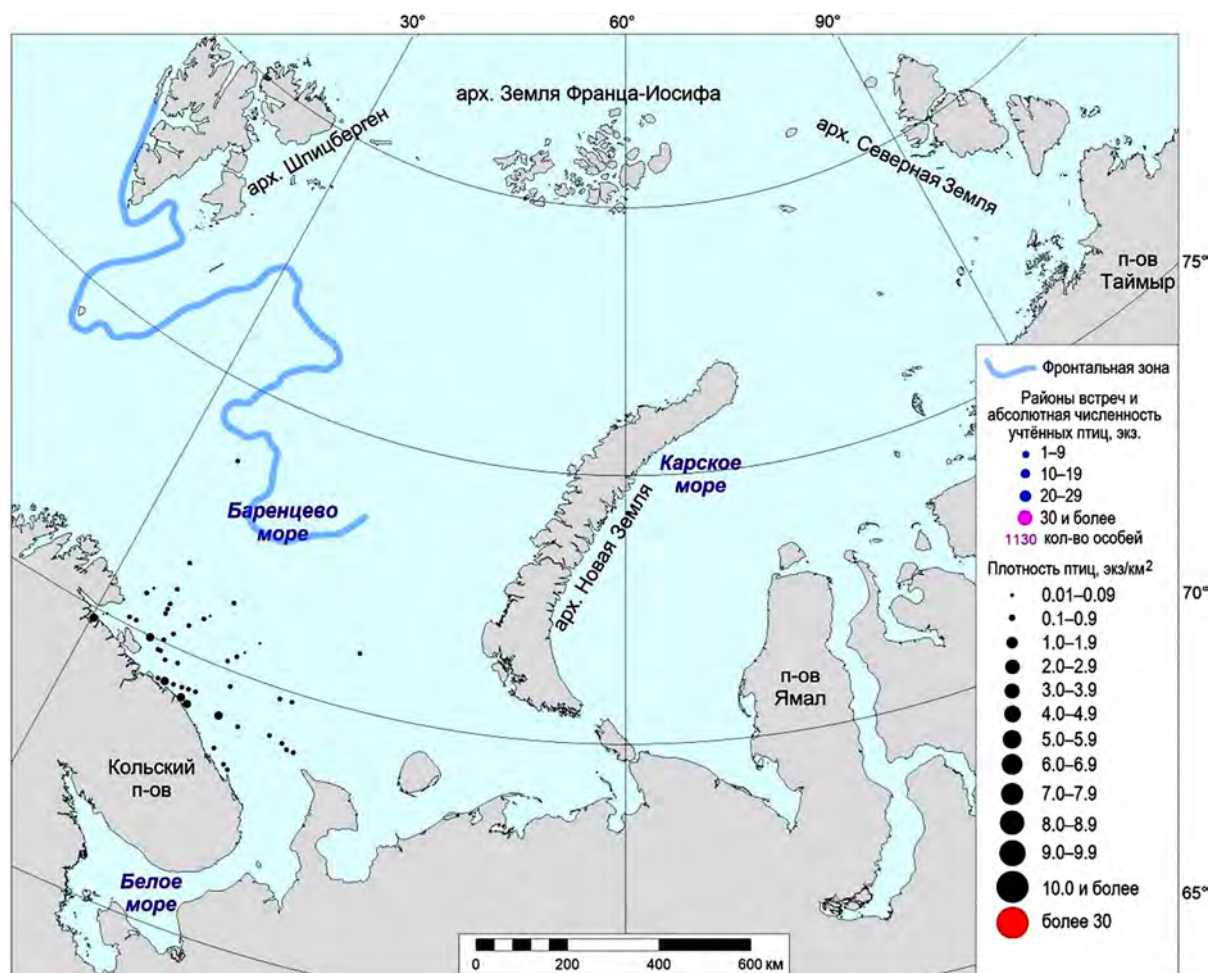 30°
60°
90°
арх. Земля Франца-Иосифа
арх. Шпицберген
арх. Северная Земля
п-ов
Таймыр
75°
Карское
море
Баренцево
море
арх. Новая Земля
70°
п-ов
Ямал
Кольский
п-ов
Белое
море
65°
Фронтальная зона
Районы встреч и
абсолютная численность
учтённых птиц, экз.
1–9
10–19
20–29
30 и более
1130 кол-во особей
Плотность птиц, экз/км²
0.01–0.09
0.1–0.9
1.0–1.9
2.0–2.9
3.0–3.9
4.0–4.9
5.0–5.9
6.0–6.9
7.0–7.9
8.0–8.9
9.0–9.9
10.0 и более
более 30
0 200 400 600 км